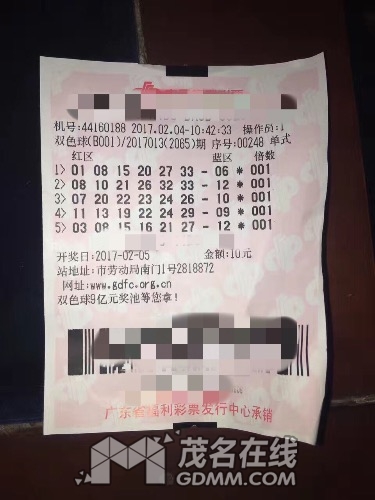 机号:44160188 2017.02.04-10:42:33 操作员:1
双色球(B001)/2017013(2085)期 序号:00248 单式
红区 蓝区 倍数
1> 01 08 15 20 27 33 - 06 * 001
2> 08 10 21 26 32 33 - 12 * 001
3> 07 20 22 23 24 26 - 10 * 001
4> 11 13 19 22 24 29 - 09 * 001
5> 03 08 15 16 21 27 - 12 * 001
开奖日:2017-02-05 金额:10元
站地址:市劳动局南门1号2818872
网址:www.gdfc.org.cn
双色球9亿元奖池等您拿!
广东省福利彩票发行中心承销
茂名在线
GDMM.COM